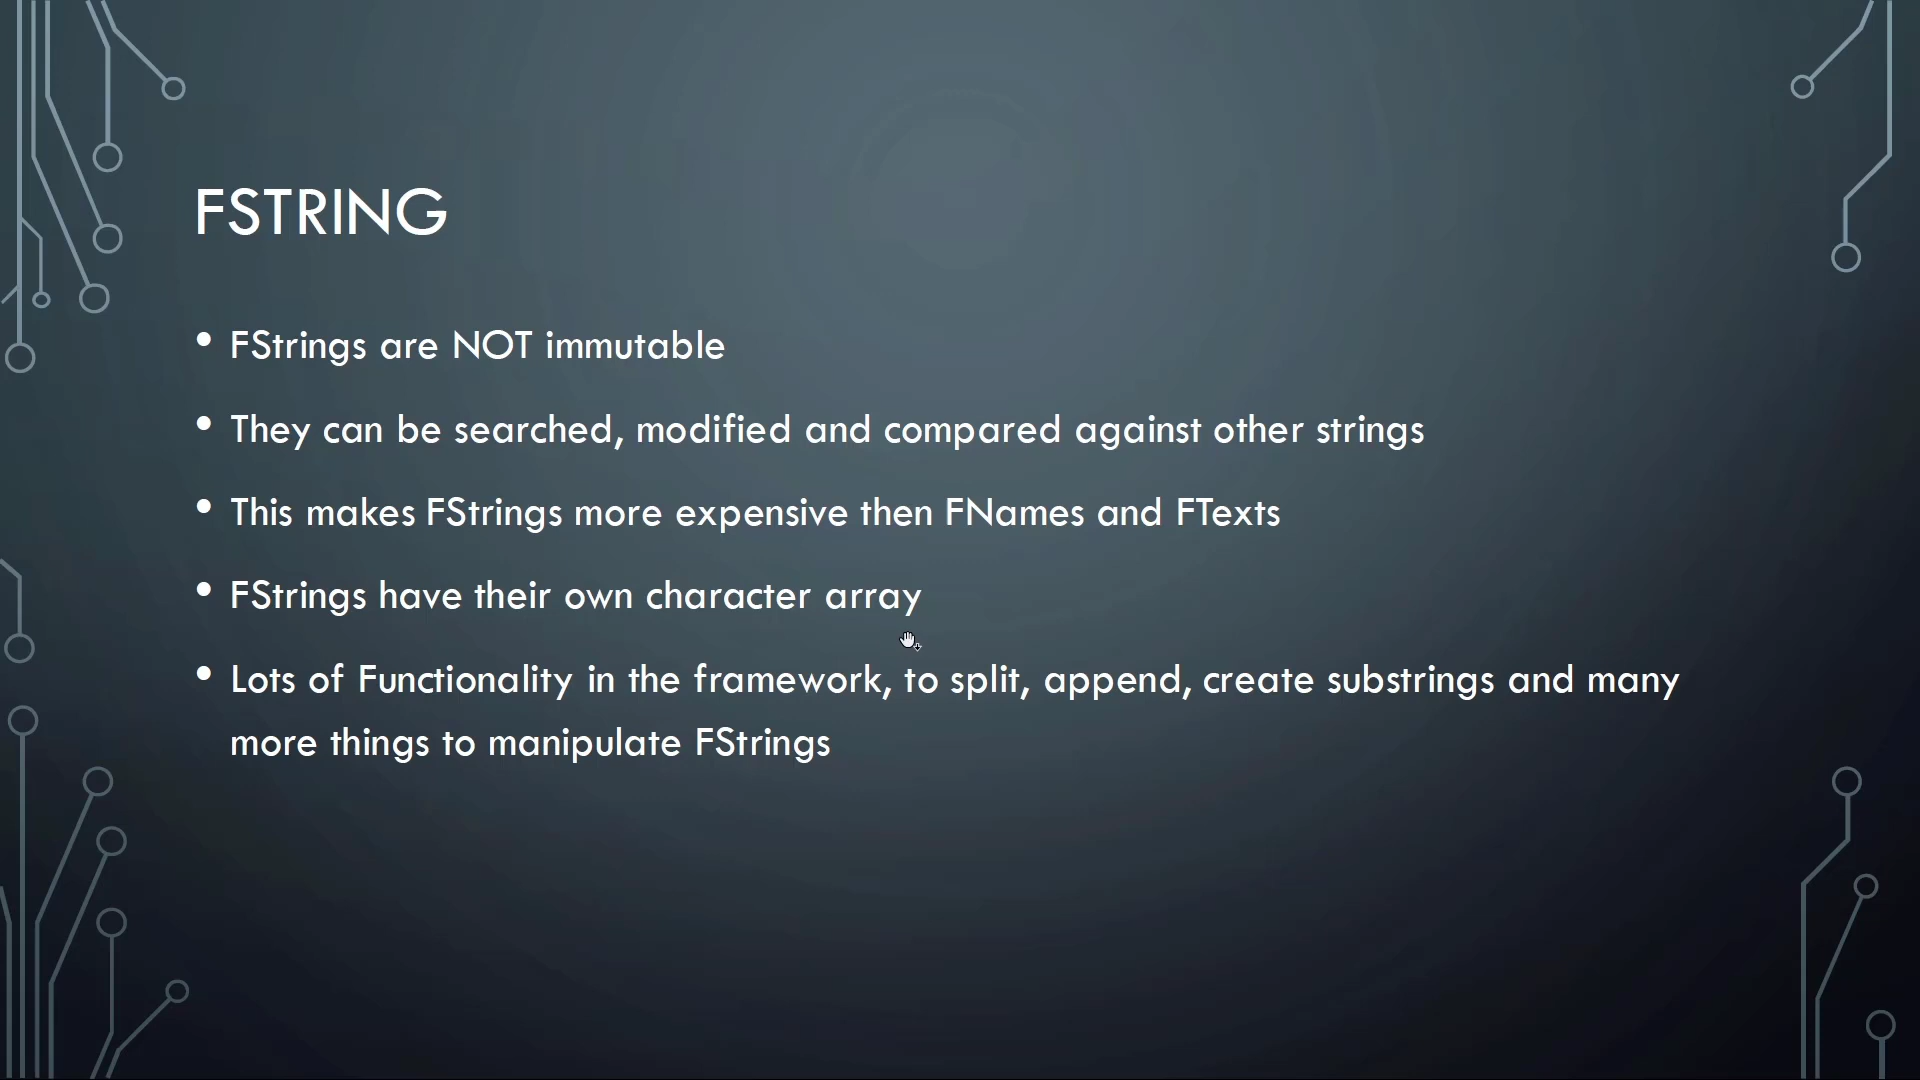 FSTRING
• FStrings are NOT immutable
• They can be searched, modified and compared against other strings
• This makes FStrings more expensive then FNames and FTexts
• FStrings have their own character array
• Lots of Functionality in the framework, to split, append, create substrings and many
more things to manipulate FStrings